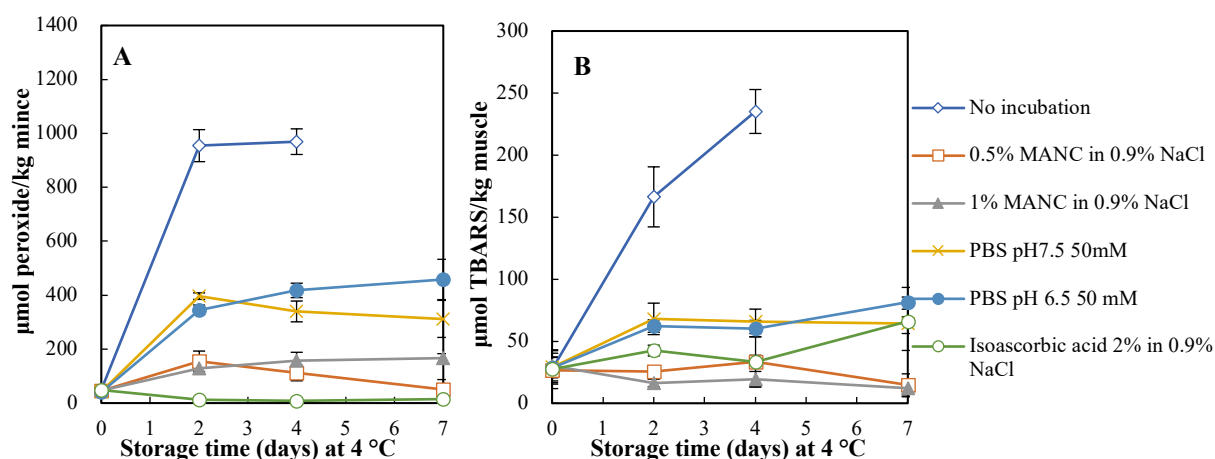 A
µmol peroxide/kg mince
1400
1200
1000
800
600
400
200
0
0 1 2 3 4 5 6 7
Storage time (days) at 4 °C
B
µmol TBARS/kg muscle
300
250
200
150
100
50
0
0 1 2 3 4 5 6 7
Storage time (days) at 4 °C
No incubation
0.5% MANC in 0.9% NaCl
1% MANC in 0.9% NaCl
PBS pH7.5 50mM
PBS pH 6.5 50 mM
Isoascorbic acid 2% in 0.9%
NaCl